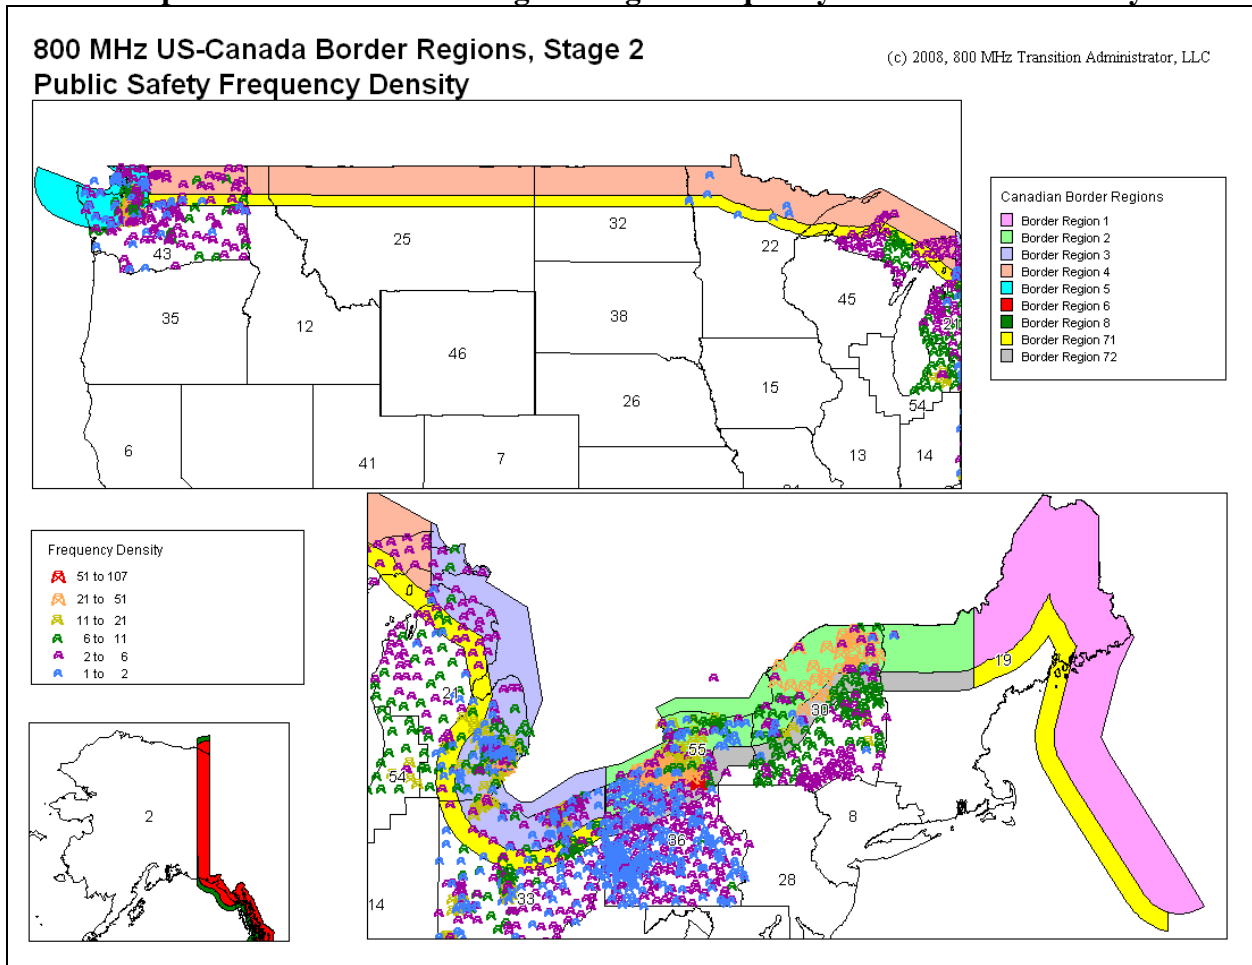 800 MHz US-Canada Border Regions, Stage 2
(c) 2008, 800 MHz Transition Administrator, LLC
Public Safety Frequency Density
43
35
12
25
46
32
38
26
22
45
15
21
54
6
41
7
13
14
Canadian Border Regions
Border Region 1
Border Region 2
Border Region 3
Border Region 4
Border Region 5
Border Region 6
Border Region 8
Border Region 71
Border Region 72
Frequency Density
51 to 107
21 to 51
11 to 21
6 to 11
2 to 6
1 to 2
2
21
54
14
33
36
55
30
19
8
28